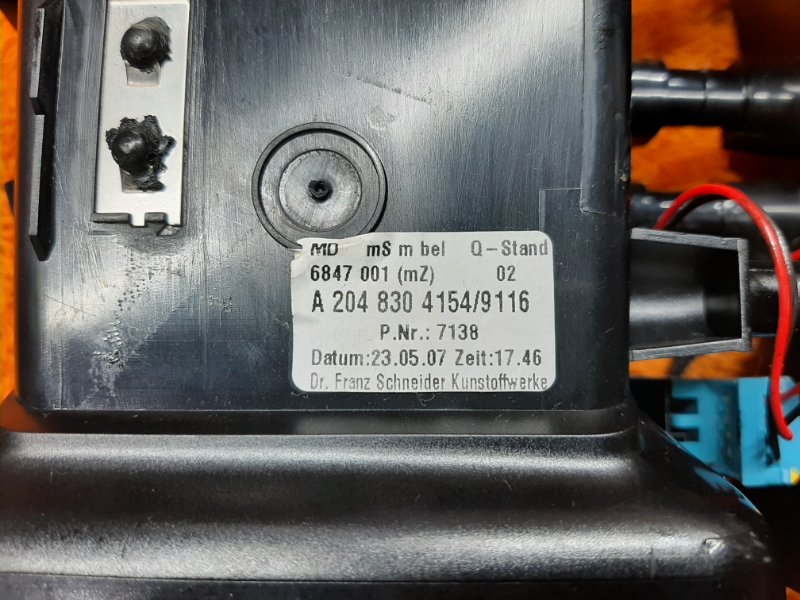 MD mS m bel Q-Stand
6847 001 (mZ) 02
A 204 830 4154/9116
P.Nr.: 7138
Datum:23.05.07 Zeit:17.46
Dr. Franz Schneider Kunstoffwerke